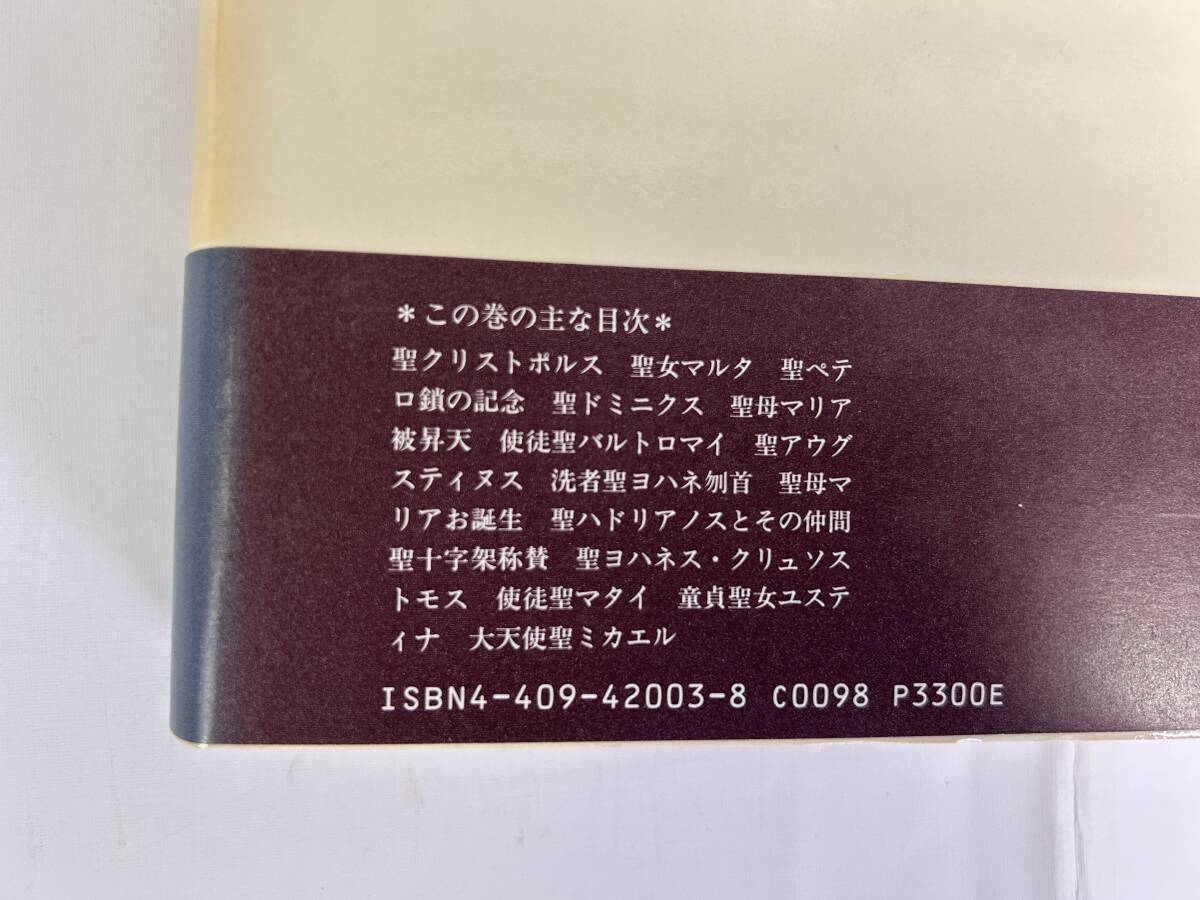 ＊この巻の主な目次＊
聖クリストポルス　聖女マルタ　聖ペテ
ロ鎖の記念　聖ドミニクス　聖母マリア
被昇天　使徒聖バルトロマイ　聖アウグ
スティヌス　洗者聖ヨハネ刎首　聖母マ
リアお誕生　聖ハドリアノスとその仲間
聖十字架称賛　聖ヨハネス・クリュソス
トモス　使徒聖マタイ　童貞聖女ユステ
ィナ　大天使聖ミカエル
ISBN4-409-42003-8 C0098 P3300E